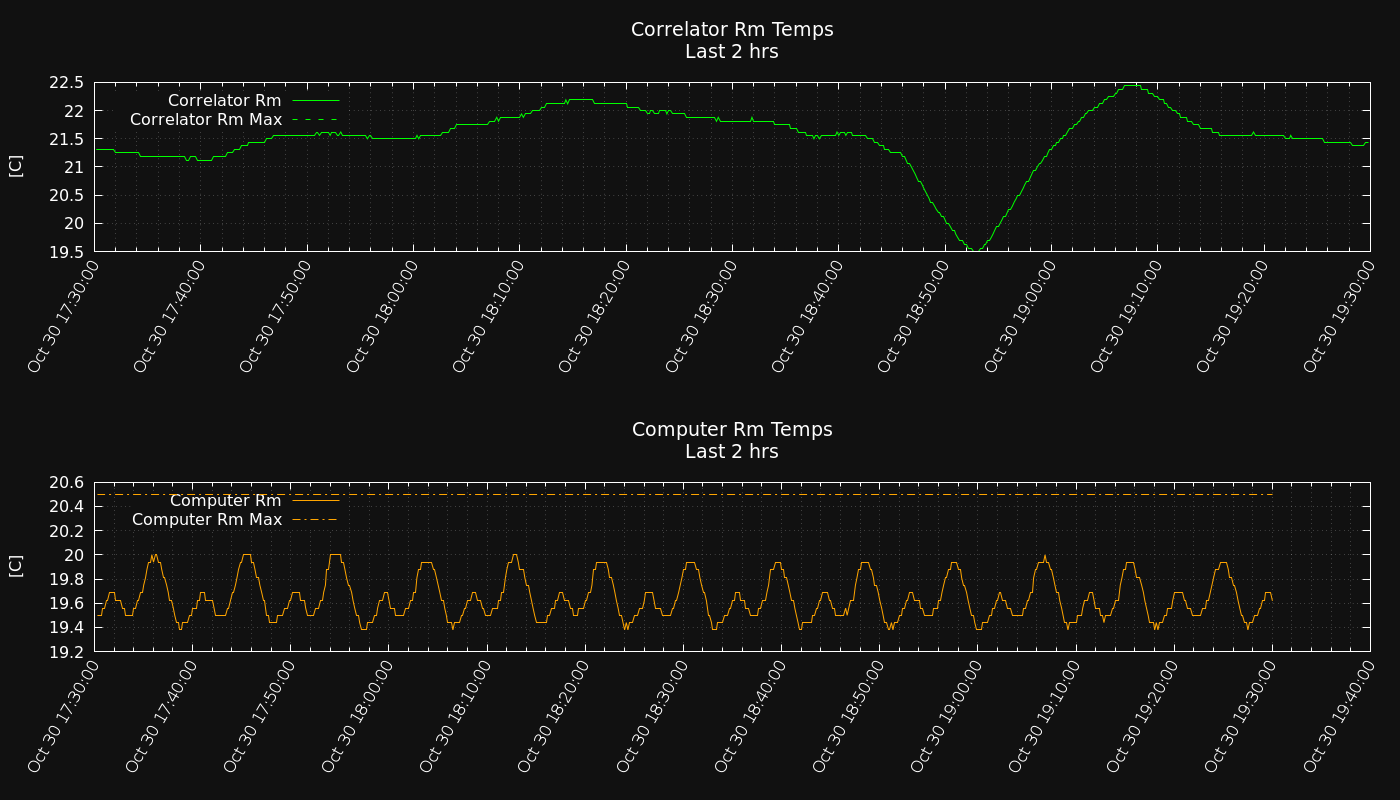 Correlator Rm Temps
Last 2 hrs
22.5
22
21.5
21
20.5
20
19.5
[C]
Correlator Rm
Correlator Rm Max
Oct 30 17:30:00
Oct 30 17:40:00
Oct 30 17:50:00
Oct 30 18:00:00
Oct 30 18:10:00
Oct 30 18:20:00
Oct 30 18:30:00
Oct 30 18:40:00
Oct 30 18:50:00
Oct 30 19:00:00
Oct 30 19:10:00
Oct 30 19:20:00
Oct 30 19:30:00
Computer Rm Temps
Last 2 hrs
20.6
20.4
20.2
20
19.8
19.6
19.4
19.2
[C]
Computer Rm
Computer Rm Max
Oct 30 17:30:00
Oct 30 17:40:00
Oct 30 17:50:00
Oct 30 18:00:00
Oct 30 18:10:00
Oct 30 18:20:00
Oct 30 18:30:00
Oct 30 18:40:00
Oct 30 18:50:00
Oct 30 19:00:00
Oct 30 19:10:00
Oct 30 19:20:00
Oct 30 19:30:00
Oct 30 19:40:00